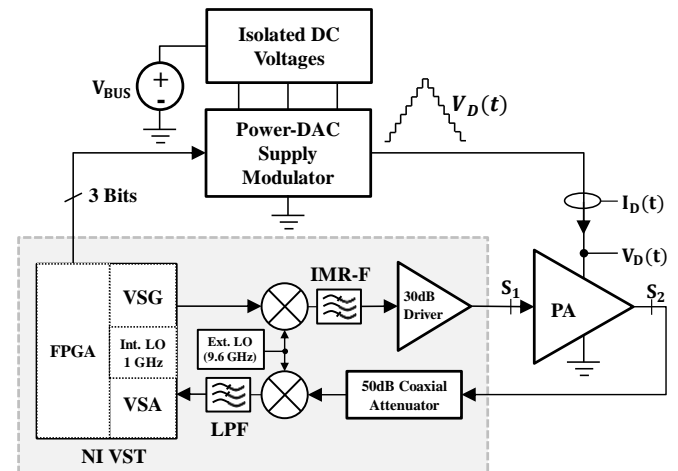 Isolated DC
Voltages
V_BUS
+
-
Power-DAC
Supply
Modulator
V_D(t)
3 Bits
I_D(t)
V_D(t)
FPGA
VSG
Int. LO
1 GHz
VSA
NI VST
IMR-F
Ext. LO
(9.6 GHz)
LPF
30dB
Driver
50dB Coaxial
Attenuator
S_1
PA
S_2